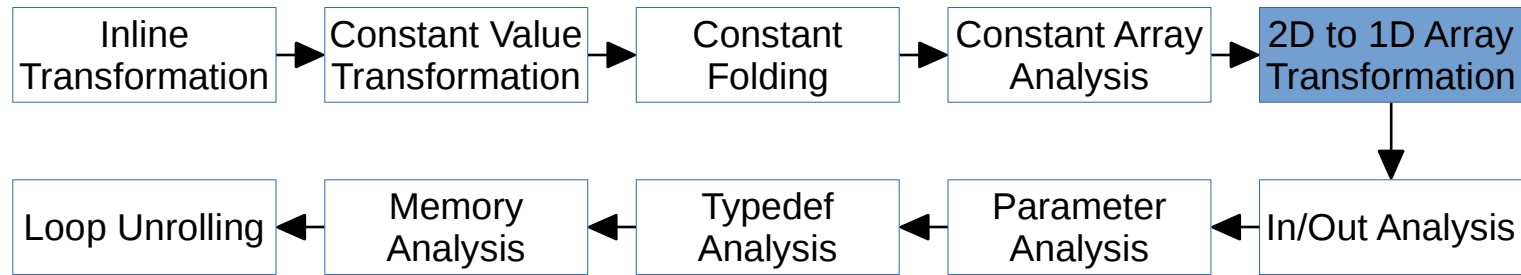 Inline
Transformation
Constant Value
Transformation
Constant
Folding
Constant Array
Analysis
2D to 1D Array
Transformation
Loop Unrolling
Memory
Analysis
Typedef
Analysis
Parameter
Analysis
In/Out Analysis